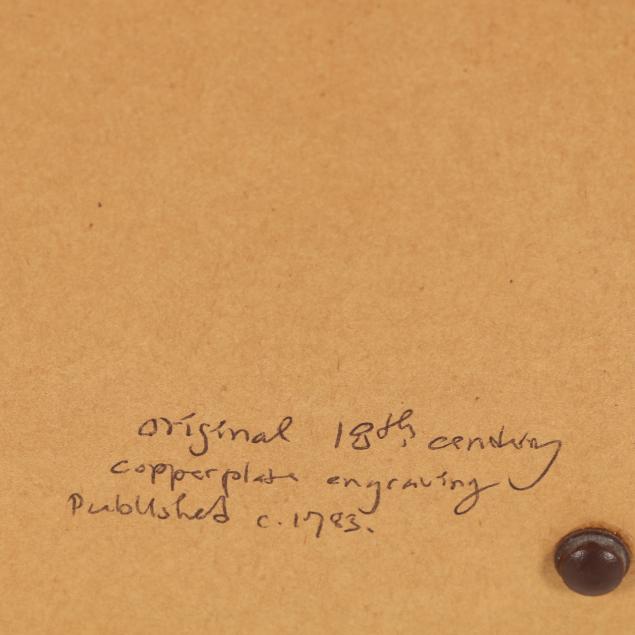 original 18th century
copperplate engraving
Published c.1783.